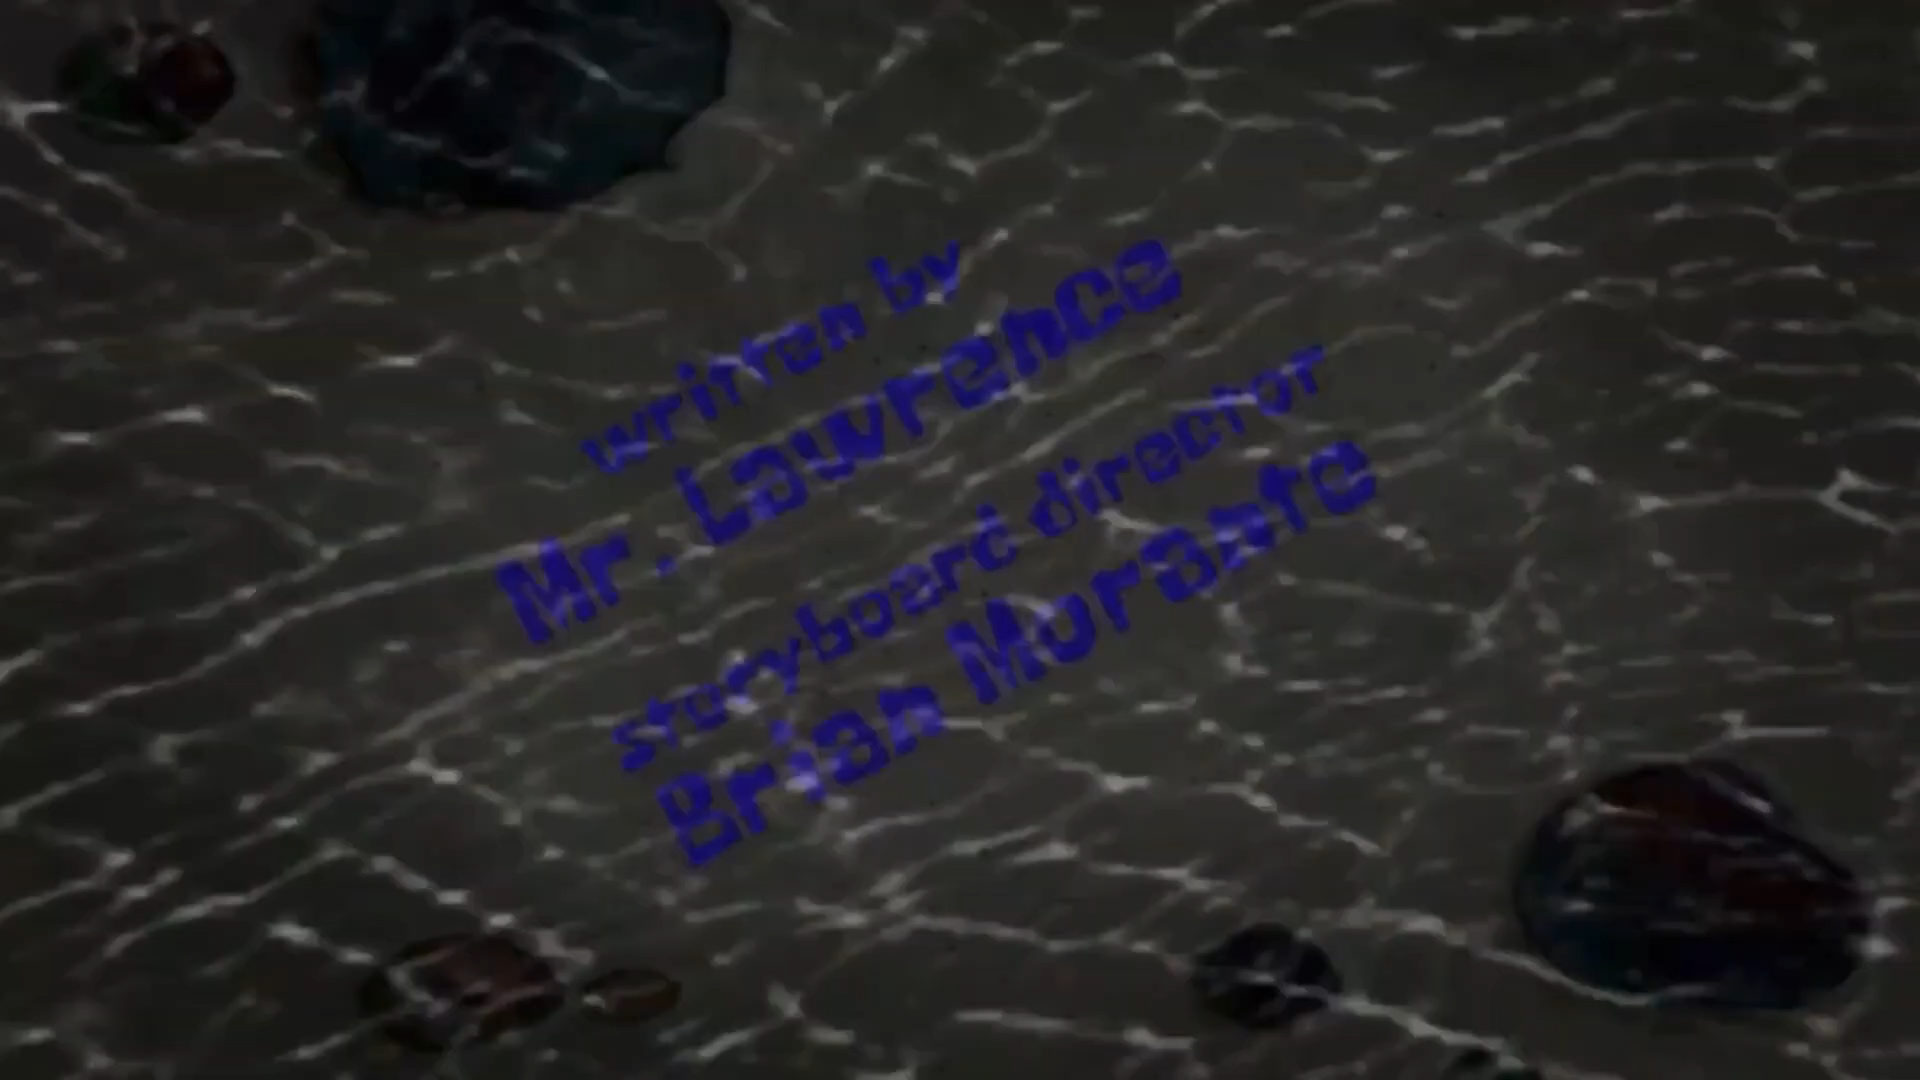 written by
Mr. Lawrence
storyboard director
Brian Morante